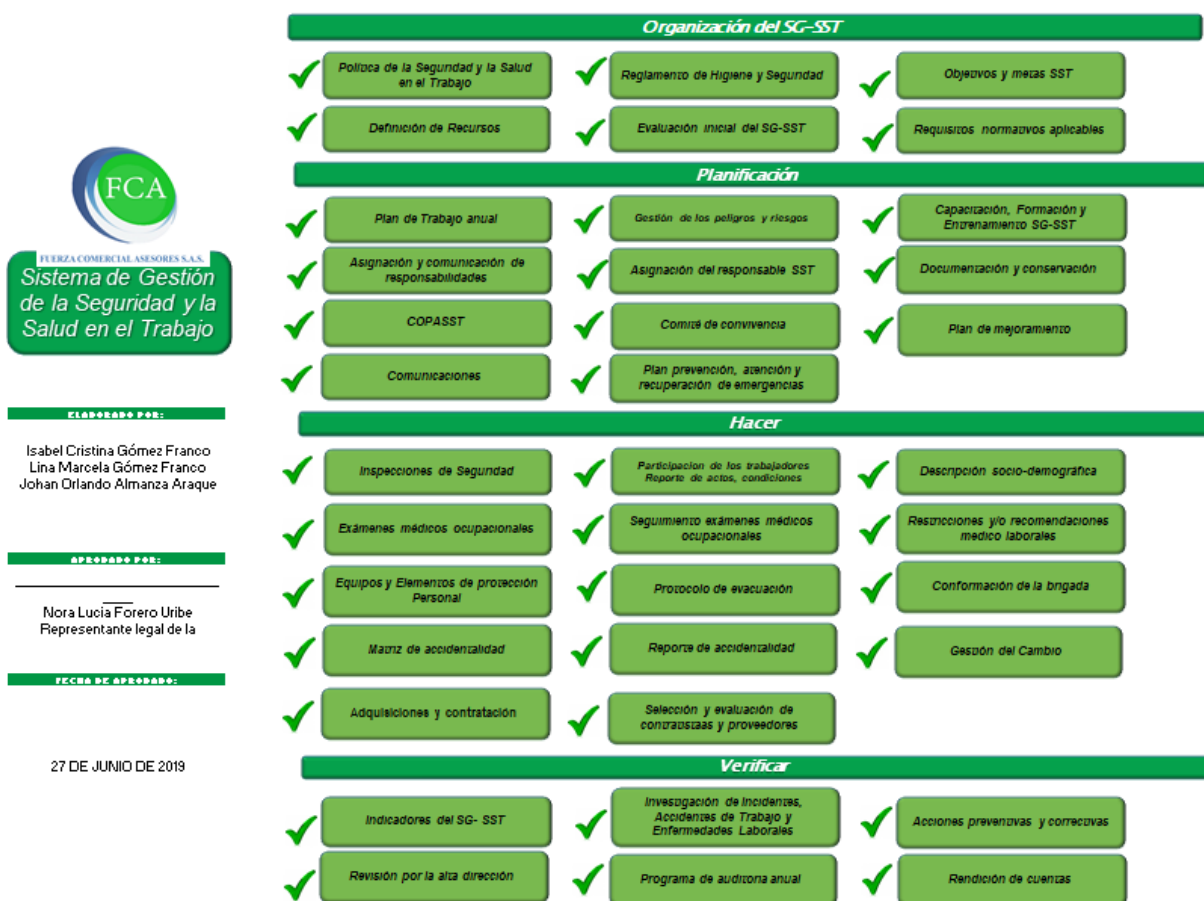 Organización del SG-SST
Política de la Seguridad y la Salud
en el Trabajo
Reglamento de Higiene y Seguridad
Objetivos y metas SST
Definición de Recursos
Evaluación inicial del SG-SST
Requisitos normativos aplicables
FCA
FUERZA COMERCIAL ASESORES S.A.S.
Sistema de Gestión
de la Seguridad y la
Salud en el Trabajo
ELABORADO POR:
Isabel Cristina Gómez Franco
Lina Marcela Gómez Franco
Johan Orlando Almanza Araque
APROBADO POR:
Nora Lucía Forero Uribe
Representante legal de la
FECHA DE APROBADO:
27 DE JUNIO DE 2019
Planificación
Plan de Trabajo anual
Gestión de los peligros y riesgos
Capacitación, Formación y
Entrenamiento SG-SST
Asignación y comunicación de
responsabilidades
Asignación del responsable SST
Documentación y conservación
COPASST
Comité de convivencia
Plan de mejoramiento
Comunicaciones
Plan prevención, atención y
recuperación de emergencias
Hacer
Inspecciones de Seguridad
Participacion de los trabajadores
Reporte de actos, condiciones
Descripción socio-demográfica
Exámenes médicos ocupacionales
Seguimiento exámenes médicos
ocupacionales
Restricciones y/o recomendaciones
medico laborales
Equipos y Elementos de protección
Personal
Protocolo de evacuación
Conformación de la brigada
Matriz de accidentalidad
Reporte de accidentalidad
Gestión del Cambio
Adquisiciones y contratación
Selección y evaluación de
contratistaas y proveedores
Verificar
Indicadores del SG- SST
Investigación de Incidentes,
Accidentes de Trabajo y
Enfermedades Laborales
Acciones preventivas y correctivas
Revisión por la alta dirección
Programa de auditoria anual
Rendición de cuentas